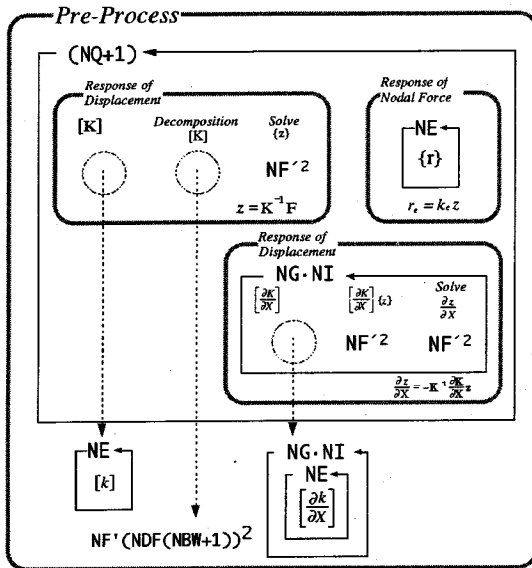 Pre-Process
(NQ+1)
Response of
Displacement
[K]
Decomposition
[K]
Solve
{z}
NF´2
z = K⁻¹F
Response of
Nodal Force
NE
{r}
rₑ = kₑ z
Response of
Displacement
NG·NI
[∂K/∂X]
[∂K/∂X]{z}
Solve
∂z/∂X
NF´2
NF´2
∂z/∂X = -K⁻¹ ∂K/∂X z
NE
[k]
NF'(NDF(NBW+1))²
NG·NI
NE
[∂k/∂X]